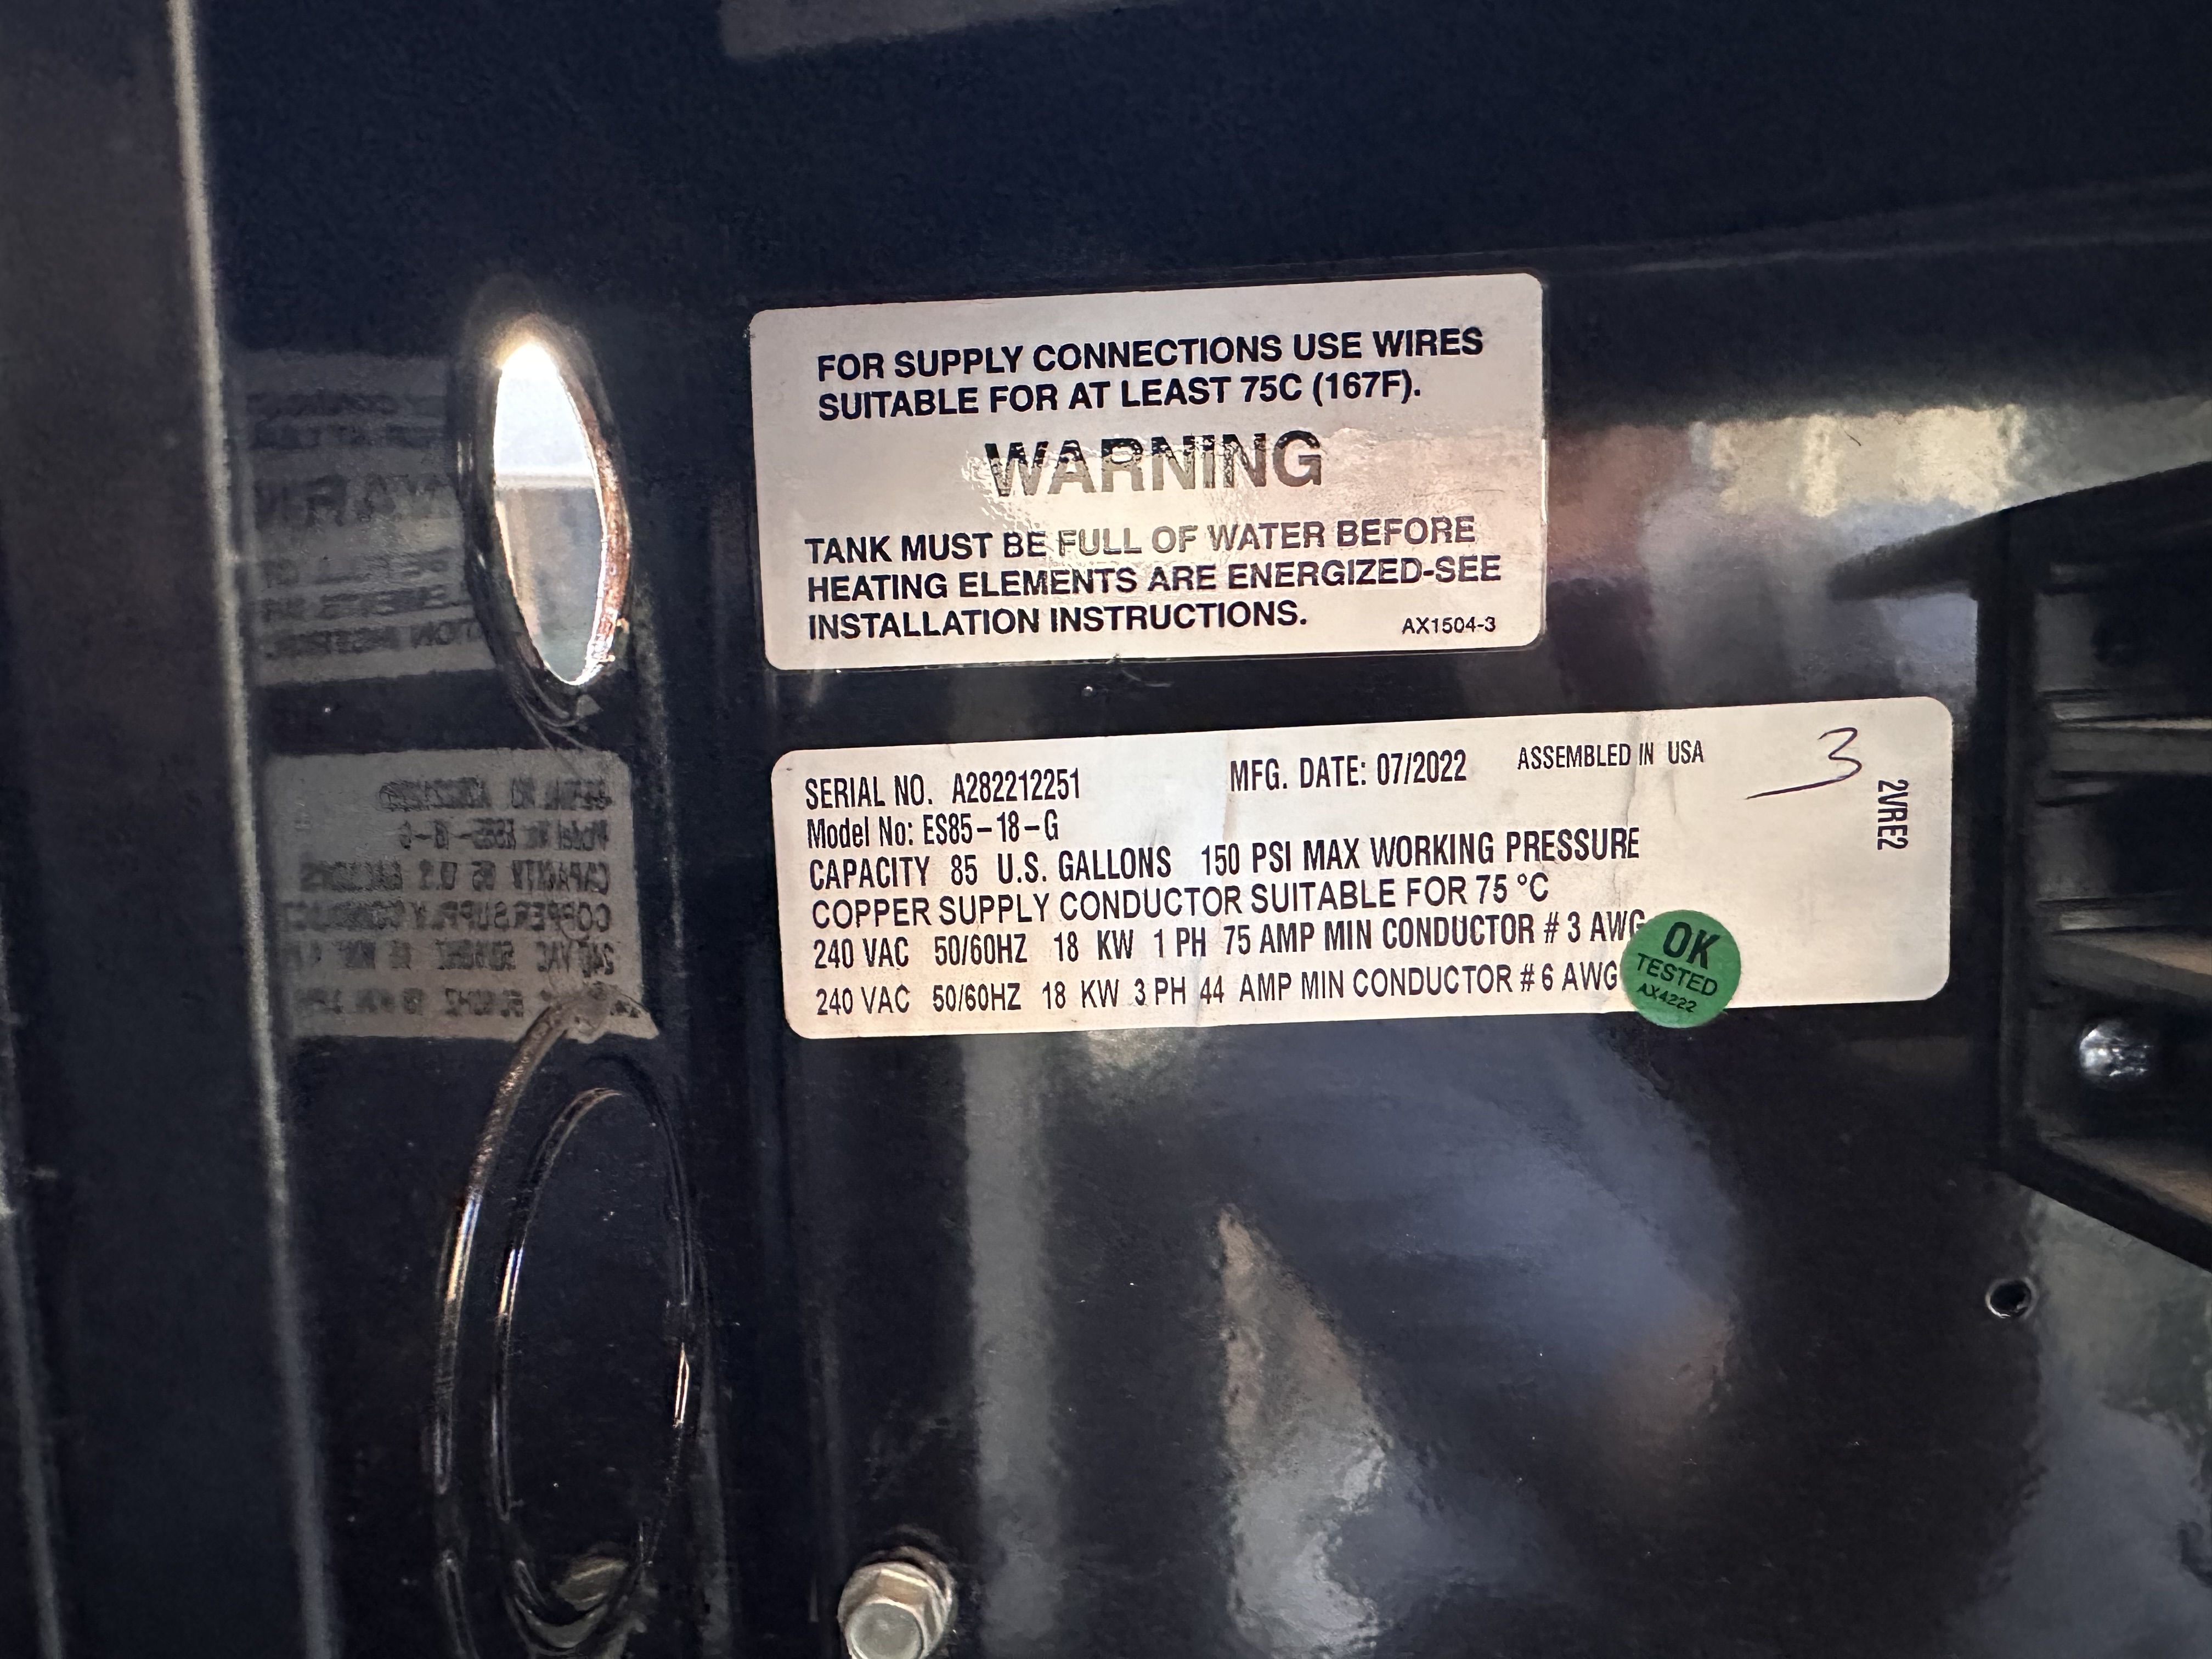 FOR SUPPLY CONNECTIONS USE WIRES
SUITABLE FOR AT LEAST 75C (167F).
WARNING
TANK MUST BE FULL OF WATER BEFORE
HEATING ELEMENTS ARE ENERGIZED-SEE
INSTALLATION INSTRUCTIONS.
AX1504-3
SERIAL NO. A282212251 MFG. DATE: 07/2022 ASSEMBLED IN USA 3
2VRE2
Model No: ES85-18-G
CAPACITY 85 U.S. GALLONS 150 PSI MAX WORKING PRESSURE
COPPER SUPPLY CONDUCTOR SUITABLE FOR 75 °C
240 VAC 50/60HZ 18 KW 1 PH 75 AMP MIN CONDUCTOR # 3 AWG
240 VAC 50/60HZ 18 KW 3 PH 44 AMP MIN CONDUCTOR # 6 AWG
OK
TESTED
AX4222